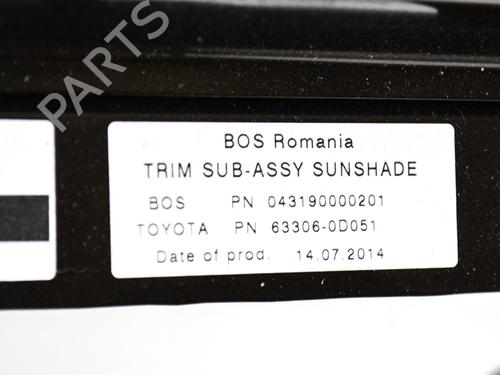 PARTS
BOS Romania
TRIM SUB-ASSY SUNSHADE
BOS PN 043190000201
TOYOTA PN 63306-0D051
Date of prod. 14.07.2014